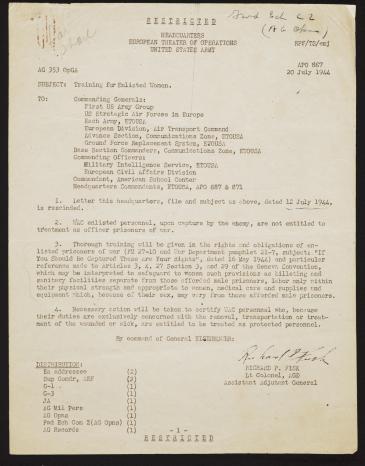 RESTRICTED
HEADQUARTERS
EUROPEAN THEATER OF OPERATIONS
UNITED STATES ARMY
AG 353 OpGA
APO 887
20 July 1944
SUBJECT: Training for Enlisted Women.
TO: Commanding Generals:
First US Army Group
US Strategic Air Forces in Europe
Each Army, ETOUSA
European Division, Air Transport Command
Advance Section, Communications Zone, ETOUSA
Ground Force Replacement System, ETOUSA
Base Section Commanders, Communications Zone, ETOUSA
Commanding Officers:
Military Intelligence Service, ETOUSA
European Civil Affairs Division
Commandant, American School Center
Headquarters Commandants, ETOUSA, APO 887 & 871
1. Letter this headquarters, file and subject as above, dated 12 July 1944,
is rescinded.
2. WAC enlisted personnel, upon capture by the enemy, are not entitled to
treatment as officer prisoners of war.
3. Thorough training will be given in the rights and obligations of en-
listed prisoners of war (FM 27-10 and War Department pamphlet 21-7, subject: "If
You Should be Captured These are Your Rights", dated 16 May 1944) and particular
reference made to Articles 3, 4, 27 Section 3, and 29 of the Geneva Convention,
which may be interpreted to safeguard to women such provisions as billeting and
sanitary facilities separate from those afforded male prisoners, labor only within
their physical strength and appropriate to women, medical care and supplies and
equipment which, because of their sex, may vary from those afforded male prisoners.
4. Necessary action will be taken to certify WAC personnel who, because
their duties are exclusively concerned with the removal, transportation or treat-
ment of the wounded or sick, are entitled to be treated as protected personnel.
By command of General EISENHOWER:
Richard P Fisk
RICHARD P. FISK
Lt Colonel, AGD
Assistant Adjutant General
DISTRIBUTION:
Ea addressee (2)
Sup Comdr, AEF (2)
G-1 (1)
G-3 (1)
JA (1)
AG Mil Pers (1)
AG Opns (1)
Fwd Ech Com Z(AG Opns) (1)
AG Records (1)
- 1 -
RESTRICTED